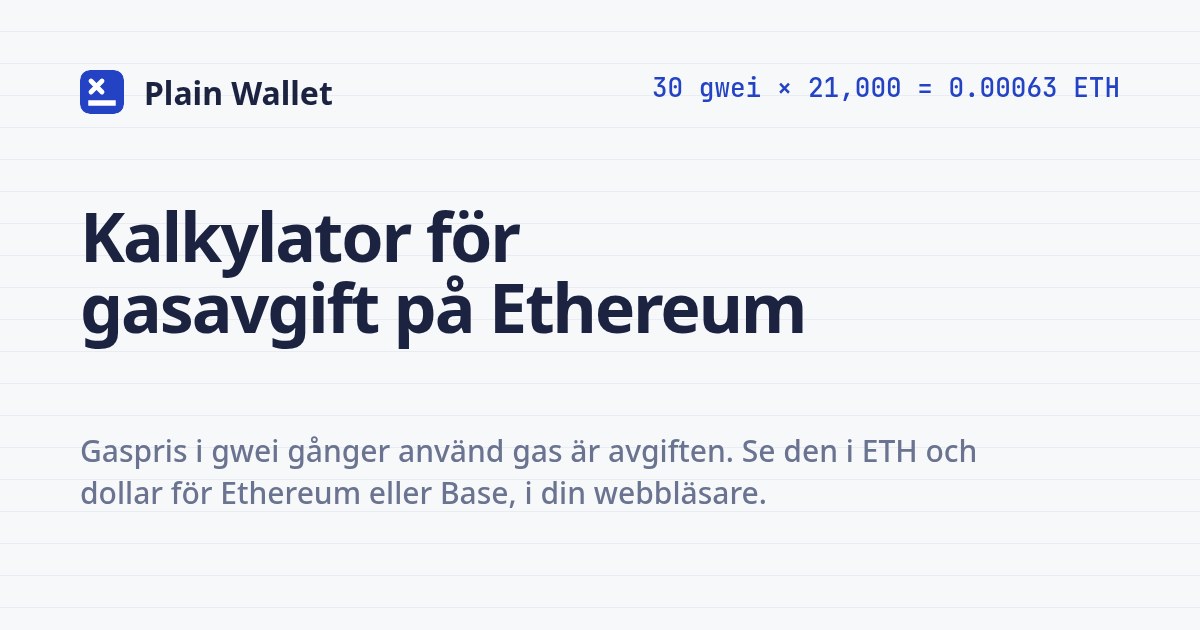 Plain Wallet
30 gwei × 21,000 = 0.00063 ETH
Kalkylator för
gasavgift på Ethereum
Gaspris i gwei gånger använd gas är avgiften. Se den i ETH och
dollar för Ethereum eller Base, i din webbläsare.